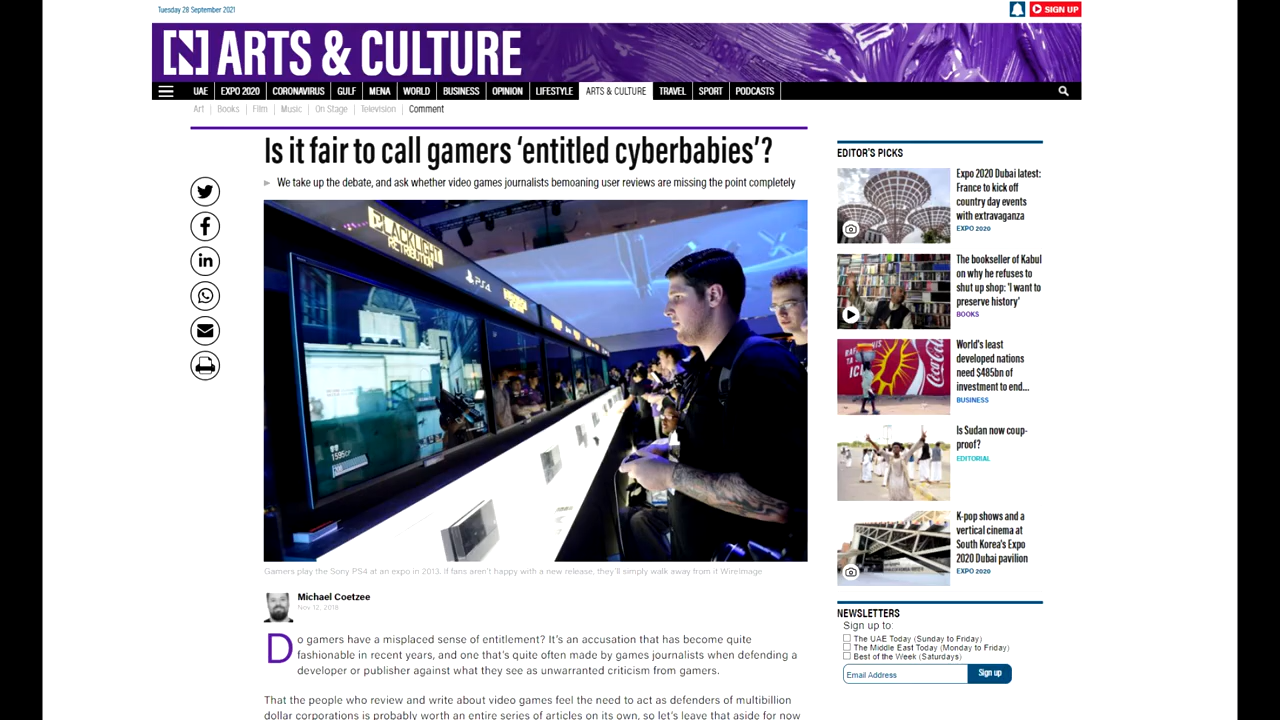 Tuesday 28 September 2021
SIGN UP
[N] ARTS & CULTURE
UAE EXPO 2020 CORONAVIRUS GULF MENA WORLD BUSINESS OPINION LIFESTYLE ARTS & CULTURE TRAVEL SPORT PODCASTS
Art Books Film Music On Stage Television Comment
Is it fair to call gamers ‘entitled cyberbabies’?
We take up the debate, and ask whether video games journalists bemoaning user reviews are missing the point completely
BLACKLIGHT
RETRIBUTION
PS4
1595
Gamers play the Sony PS4 at an expo in 2013. If fans aren't happy with a new release, they'll simply walk away from it WireImage
Michael Coetzee
Nov 12, 2018
Do gamers have a misplaced sense of entitlement? It's an accusation that has become quite
fashionable in recent years, and one that's quite often made by games journalists when defending a
developer or publisher against what they see as unwarranted criticism from gamers.
That the people who review and write about video games feel the need to act as defenders of multibillion
dollar corporations is probably worth an entire series of articles on its own, so let's leave that aside for now
EDITOR'S PICKS
Expo 2020 Dubai latest:
France to kick off
country day events
with extravaganza
EXPO 2020
The bookseller of Kabul
on why he refuses to
shut up shop: 'I want to
preserve history'
BOOKS
Coca-Cola
World's least
developed nations
need $485bn of
investment to end...
BUSINESS
Is Sudan now coup-
proof?
EDITORIAL
K-pop shows and a
vertical cinema at
South Korea's Expo
2020 Dubai pavilion
EXPO 2020
NEWSLETTERS
Sign up to:
The UAE Today (Sunday to Friday)
The Middle East Today (Monday to Friday)
Best of the Week (Saturdays)
Email Address
Sign up